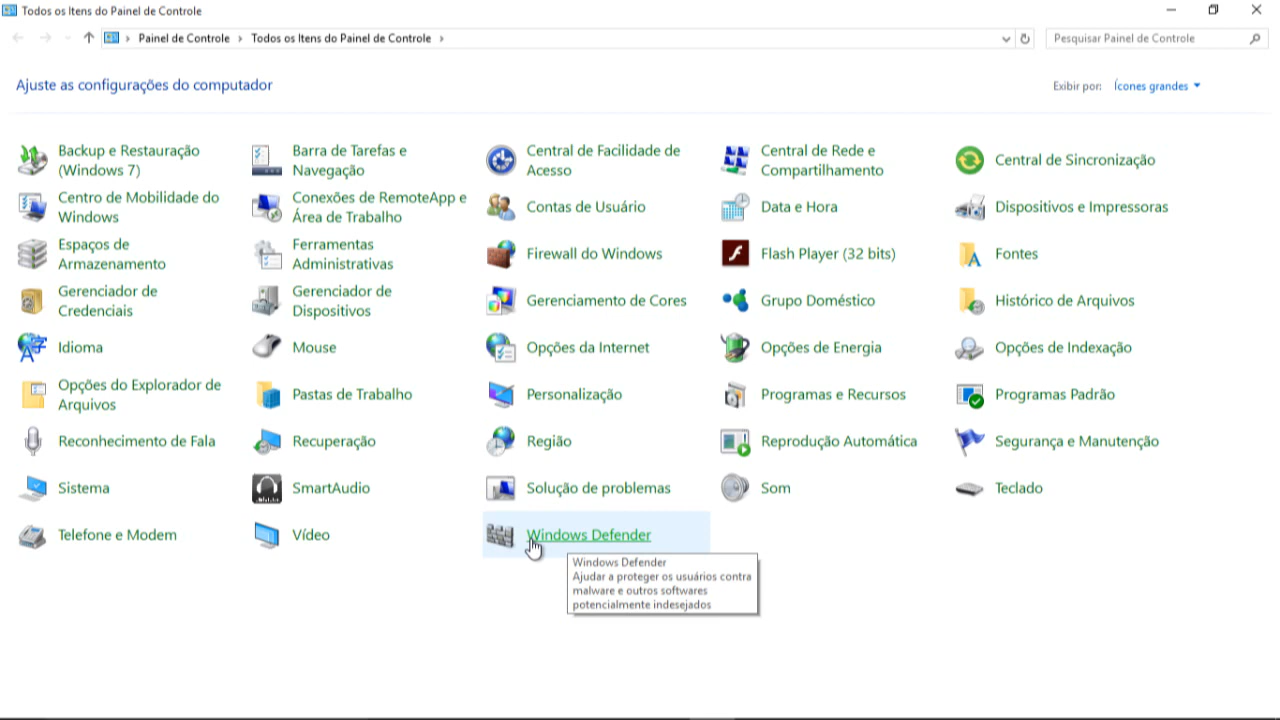 Todos os Itens do Painel de Controle
Painel de Controle > Todos os Itens do Painel de Controle >
Pesquisar Painel de Controle
Ajuste as configurações do computador
Exibir por: Ícones grandes
Backup e Restauração
(Windows 7)
Barra de Tarefas e
Navegação
Central de Facilidade de
Acesso
Central de Rede e
Compartilhamento
Central de Sincronização
Centro de Mobilidade do
Windows
Conexões de RemoteApp e
Área de Trabalho
Contas de Usuário
Data e Hora
Dispositivos e Impressoras
Espaços de
Armazenamento
Ferramentas
Administrativas
Firewall do Windows
Flash Player (32 bits)
Fontes
Gerenciador de
Credenciais
Gerenciador de
Dispositivos
Gerenciamento de Cores
Grupo Doméstico
Histórico de Arquivos
Idioma
Mouse
Opções da Internet
Opções de Energia
Opções de Indexação
Opções do Explorador de
Arquivos
Pastas de Trabalho
Personalização
Programas e Recursos
Programas Padrão
Reconhecimento de Fala
Recuperação
Região
Reprodução Automática
Segurança e Manutenção
Sistema
SmartAudio
Solução de problemas
Som
Teclado
Telefone e Modem
Vídeo
Windows Defender
Windows Defender
Ajudar a proteger os usuários contra
malware e outros softwares
potencialmente indesejados